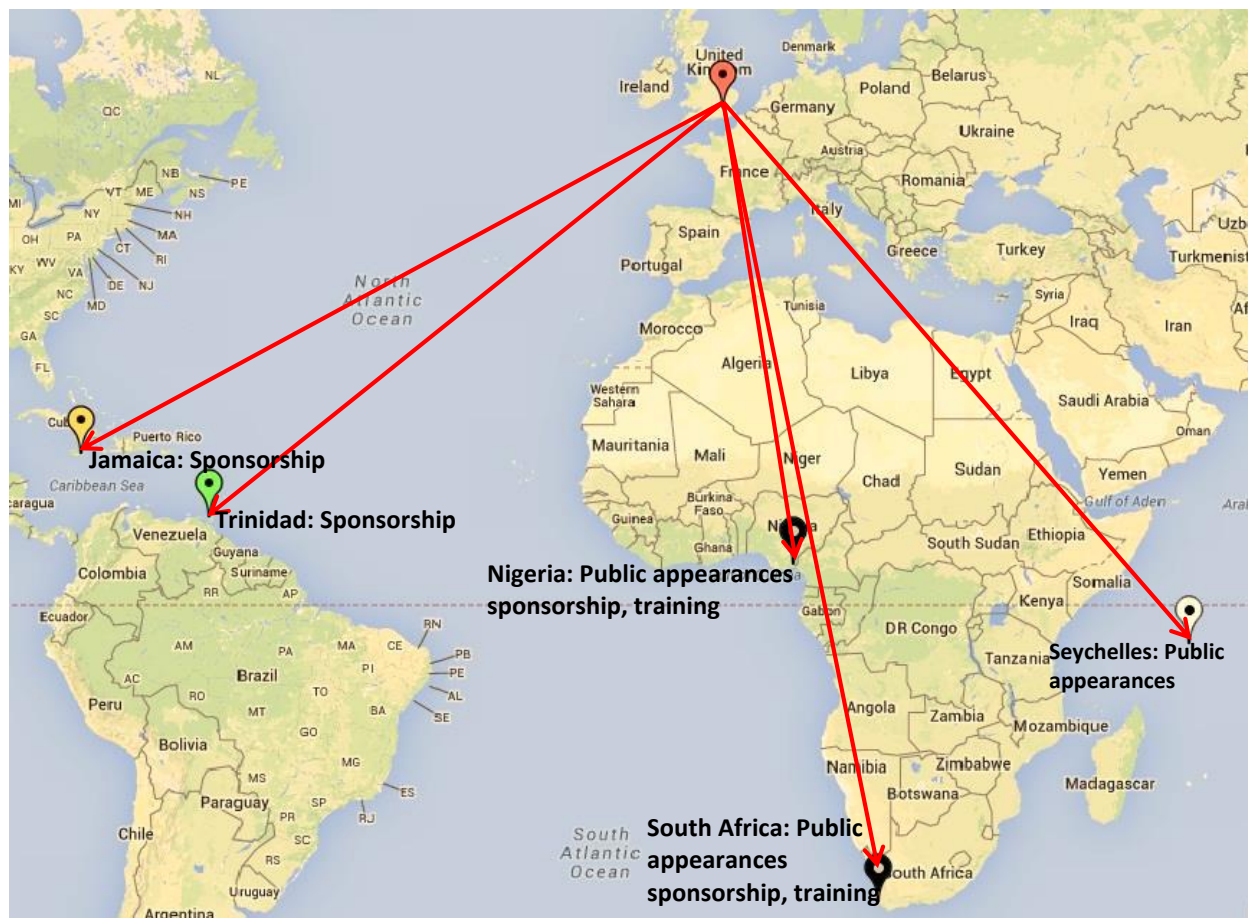 NL
QC
NB
PE
NS
MI
VT
ME
NY
NH
MA
OH
PA
CT
RI
KY
WV
VA
DE
NJ
NC
MD
SC
GA
FL
North
Atlantic
Ocean
United
Kingdom
Ireland
Denmark
Belarus
Poland
Germany
Ukraine
Austria
France
Romania
Italy
Spain
Portugal
Greece
Turkey
Turkmenist
Syria
Iraq
Iran
Tunisia
Morocco
Algeria
Libya
Egypt
Western
Sahara
Saudi Arabia
Oman
Mauritania
Mali
Niger
Chad
Sudan
Yemen
Gulf of Aden
Puerto Rico
Jamaica: Sponsorship
Caribbean Sea
Trinidad: Sponsorship
Venezuela
Guyana
Suriname
Colombia
Ecuador
RR
AP
Burkina
Faso
Guinea
Ghana
South Sudan
Ethiopia
Somalia
Nigeria: Public appearances
sponsorship, training
Gabon
Kenya
DR Congo
Tanzania
Seychelles: Public
appearances
AM
PA
MA
CE
RN
PB
PE
AL
SE
PI
AC
RO
TO
BA
Brazil
Peru
MT
GO
Bolivia
MG
MS
ES
SP
RJ
PR
Paraguay
SC
RS
Chile
Uruguay
Argentina
Angola
Zambia
Mozambique
Namibia
Zimbabwe
Botswana
Madagascar
South
Atlantic
Ocean
South Africa: Public
appearances
sponsorship, training
South Africa